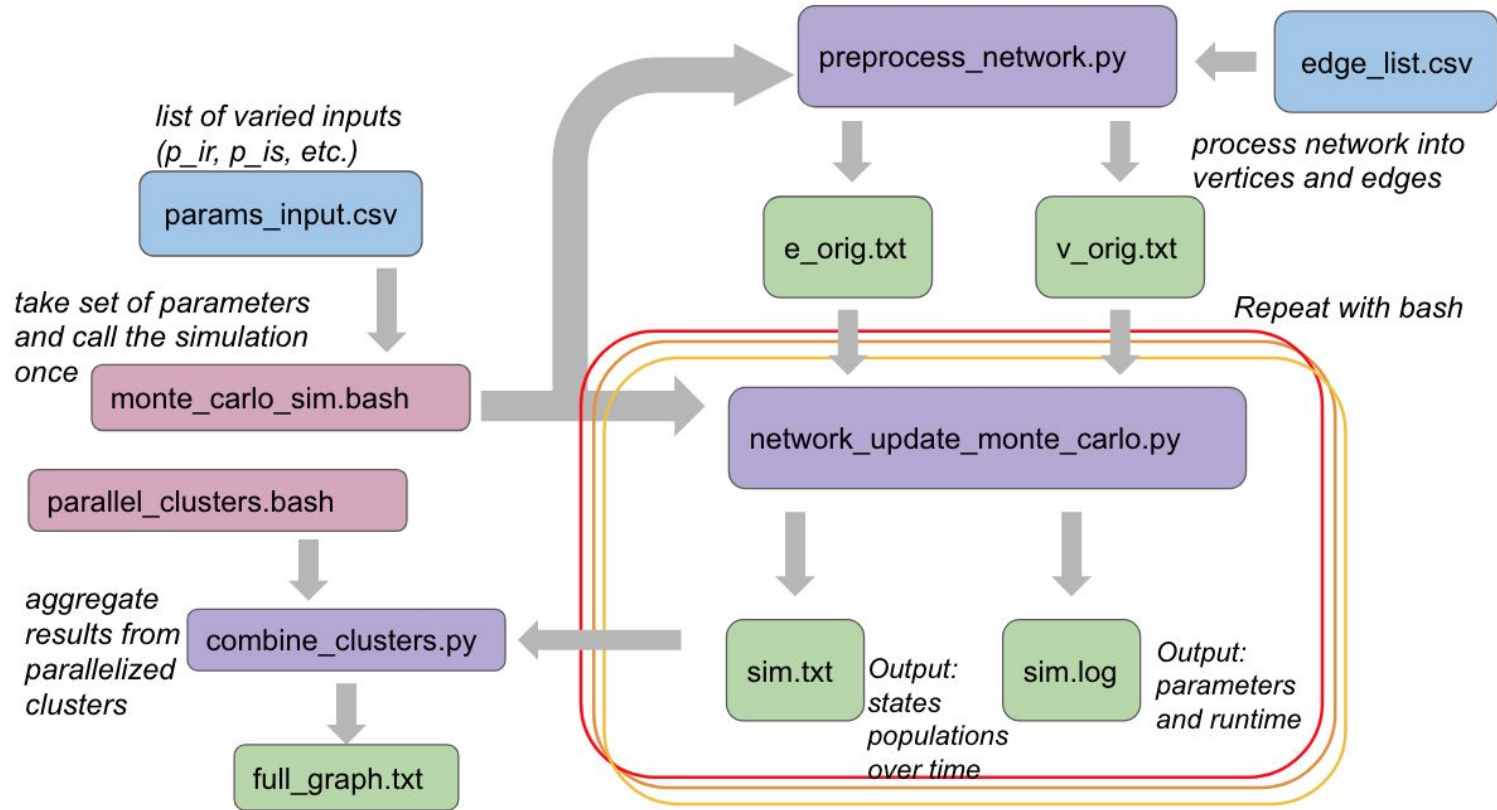 preprocess_network.py
edge_list.csv
list of varied inputs
(p_ir, p_is, etc.)
params_input.csv
process network into
vertices and edges
e_orig.txt
v_orig.txt
take set of parameters
and call the simulation
once
Repeat with bash
monte_carlo_sim.bash
network_update_monte_carlo.py
parallel_clusters.bash
aggregate
results from
parallelized
clusters
combine_clusters.py
sim.txt
Output:
states
populations
over time
sim.log
Output:
parameters
and runtime
full_graph.txt